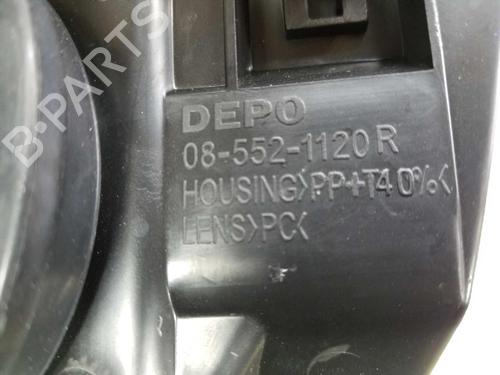 B-PARTS
DEPO
08-552-1120 R
HOUSING>PP+T40%<
LENS>PC<